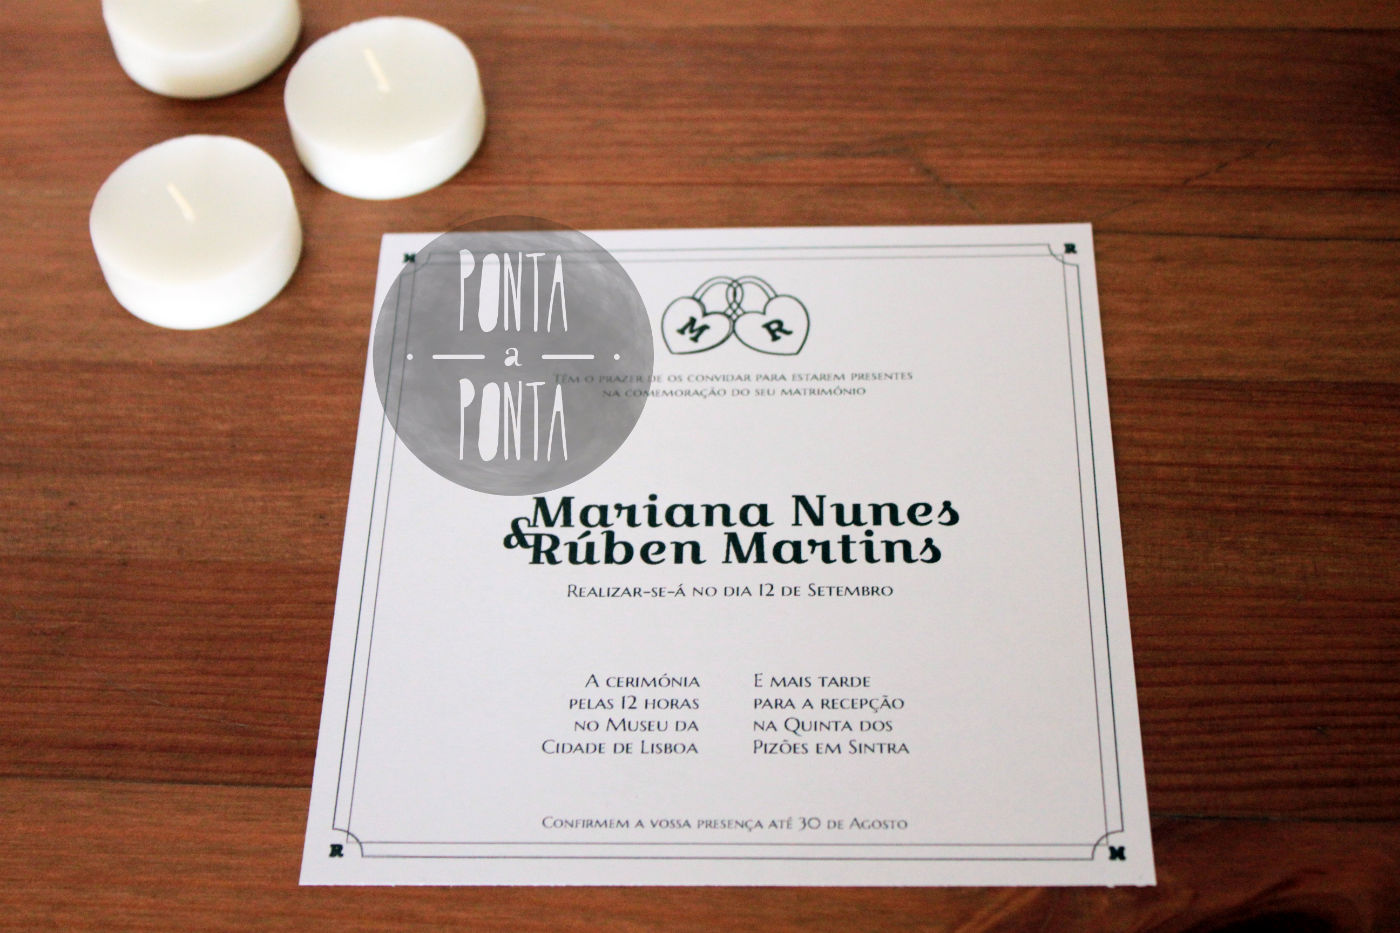 PONTA
a
PONTA
M
R
M R
Têm o prazer de os convidar para estarem presentes
na comemoração do seu matrimónio
Mariana Nunes
& Rúben Martins
Realizar-se-á no dia 12 de Setembro
A cerimónia
pelas 12 horas
no Museu da
Cidade de Lisboa
E mais tarde
para a recepção
na Quinta dos
Pizões em Sintra
Confirmem a vossa presença até 30 de Agosto
R
M